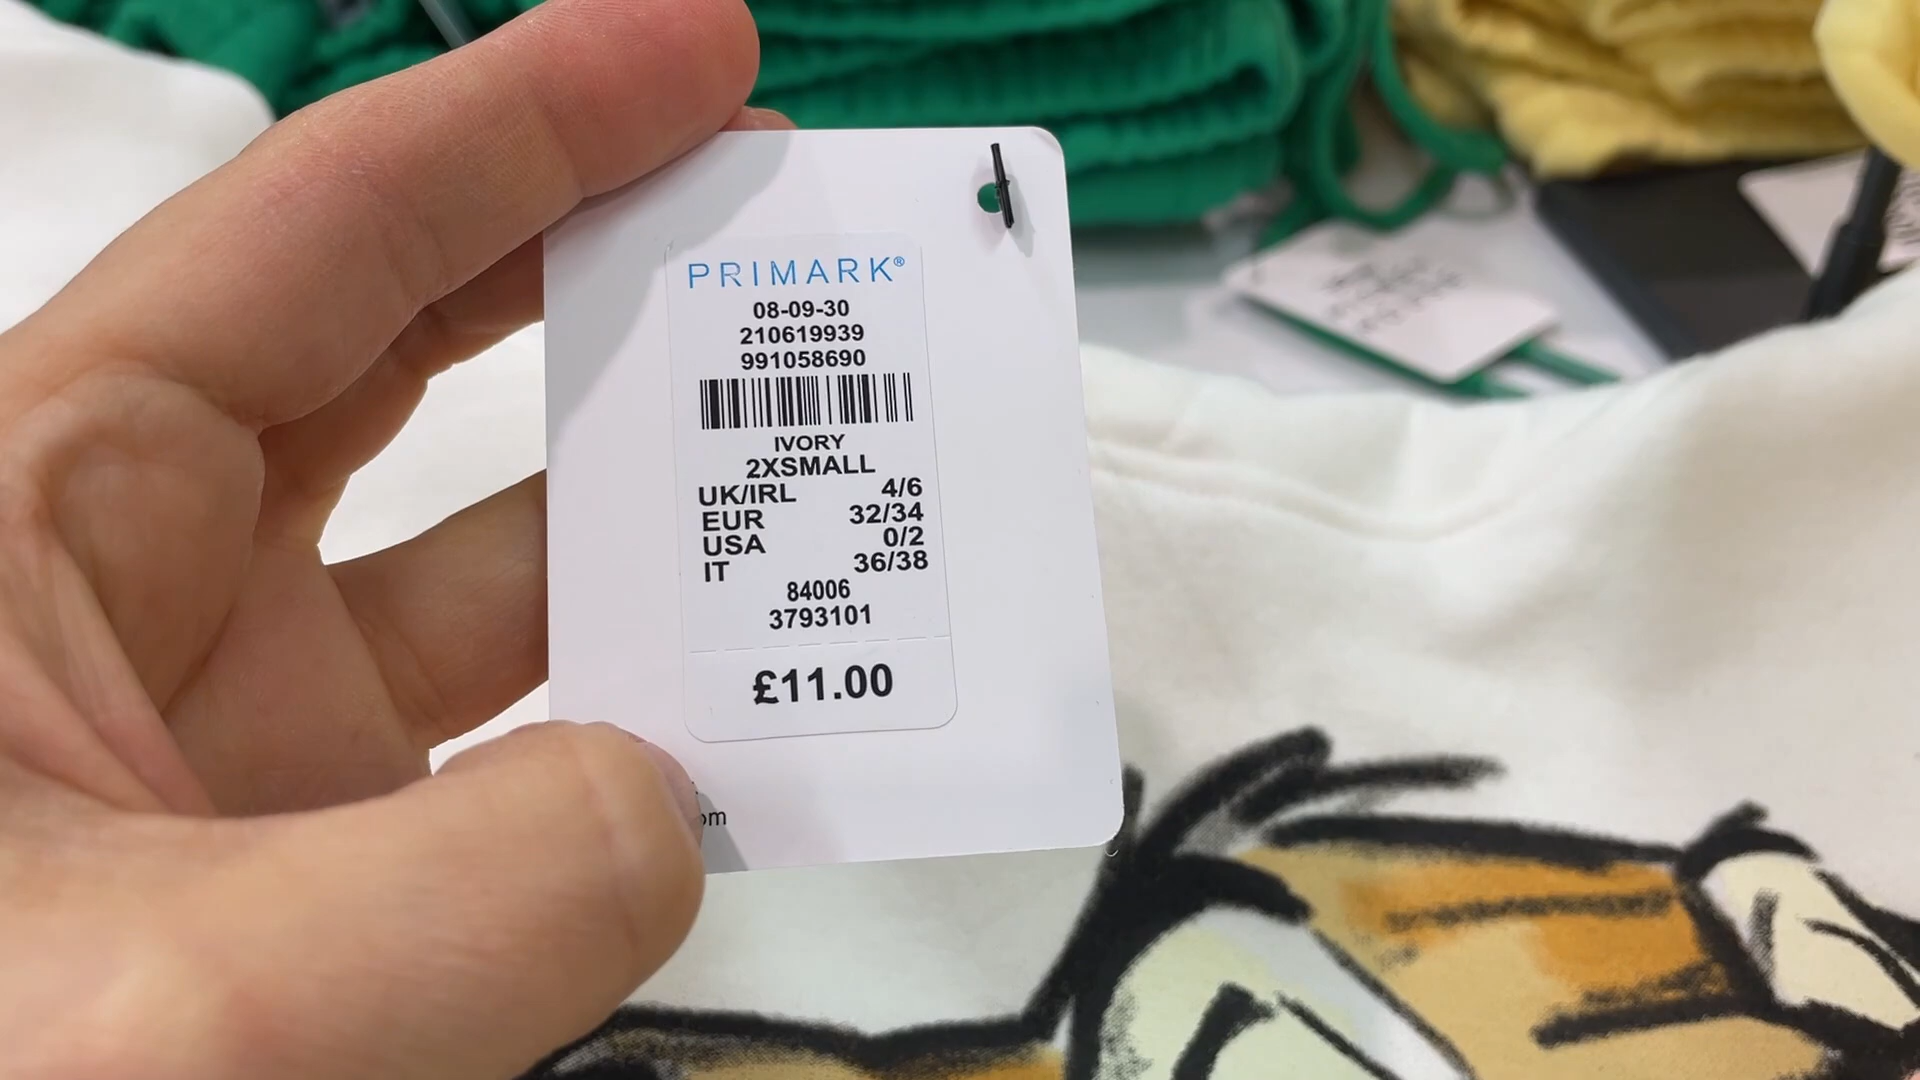 PRIMARK®
08-09-30
210619939
991058690
IVORY
2XSMALL
UK/IRL 4/6
EUR 32/34
USA 0/2
IT 36/38
84006
3793101
£11.00